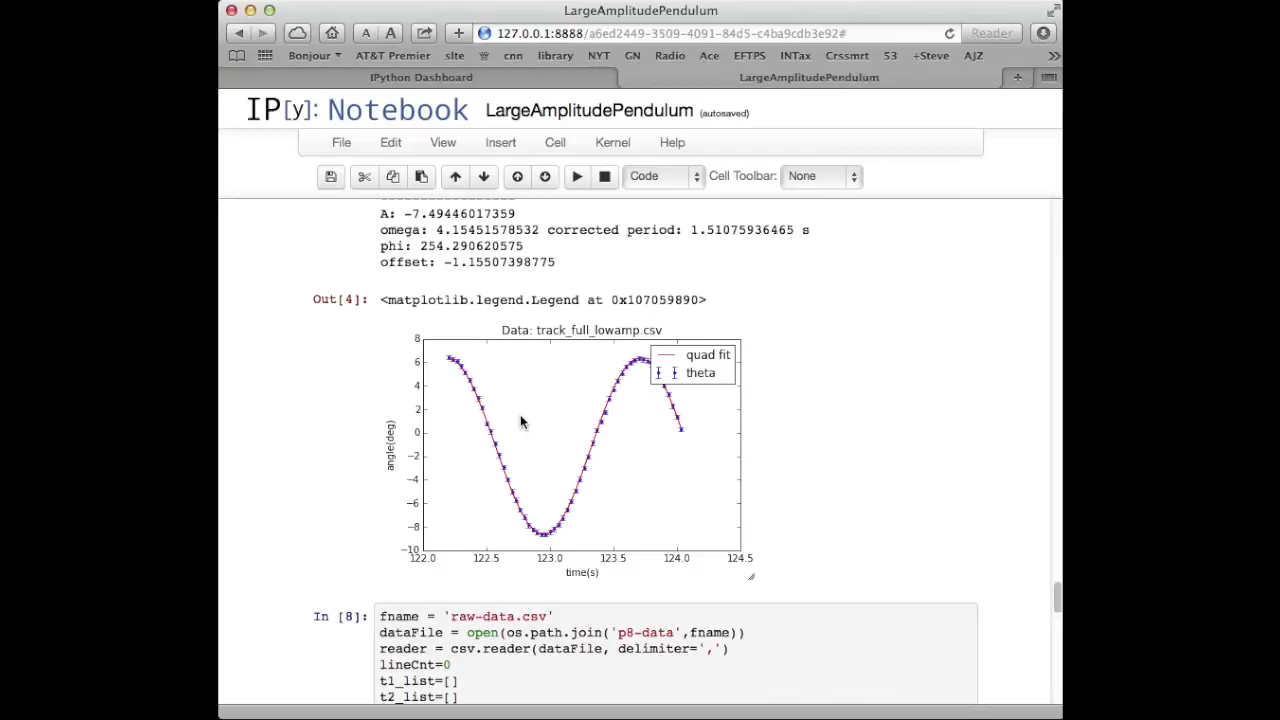 LargeAmplitudePendulum
A A + 127.0.0.1:8888/a6ed2449-3509-4091-84d5-c4ba9cdb3e92# Reader
Bonjour AT&T Premier site cnn library NYT GN Radio Ace EFTPS INTax Crssmrt 53 +Steve AJZ >>
IPython Dashboard LargeAmplitudePendulum +
IP[y]: Notebook LargeAmplitudePendulum (autosaved)
File Edit View Insert Cell Kernel Help
Code Cell Toolbar: None
A: -7.49446017359
omega: 4.15451578532 corrected period: 1.51075936465 s
phi: 254.290620575
offset: -1.15507398775
Out[4]: <matplotlib.legend.Legend at 0x107059890>
Data: track_full_lowamp.csv
8
6
4
2
0
−2
−4
−6
−8
−10
angle(deg)
quad fit
theta
122.0 122.5 123.0 123.5 124.0 124.5
time(s)
In [8]: fname = 'raw-data.csv'
dataFile = open(os.path.join('p8-data',fname))
reader = csv.reader(dataFile, delimiter=',')
lineCnt=0
t1_list=[]
t2_list=[]